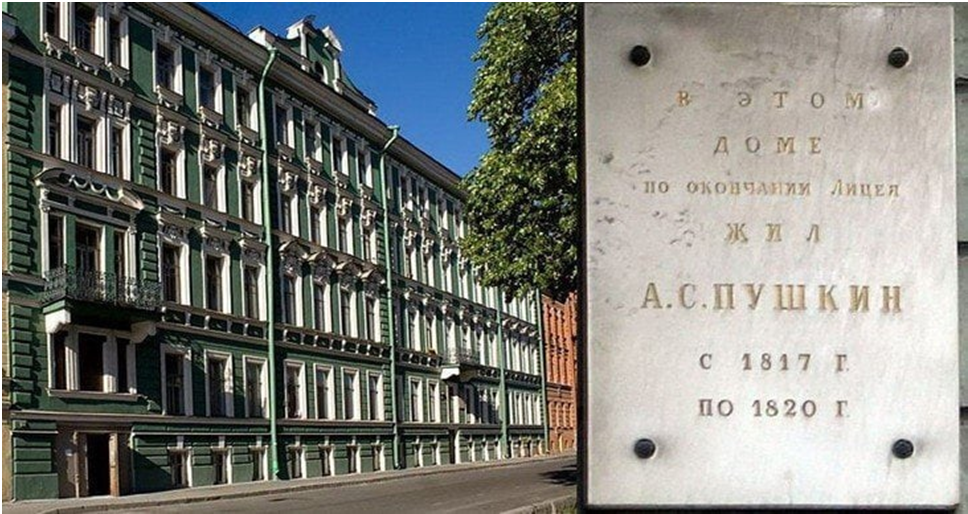 В ЭТОМ
ДОМЕ
ПО ОКОНЧАНИИ ЛИЦЕЯ
ЖИЛ
А.С.ПУШКИН
С 1817 Г.
ПО 1820 Г.